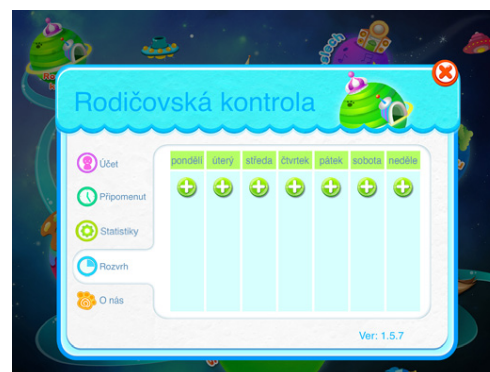 Rodičovská kontrola
Účet
Připomenut
Statistiky
Rozvrh
O nás
pondělí úterý středa čtvrtek pátek sobota neděle
Ver: 1.5.7